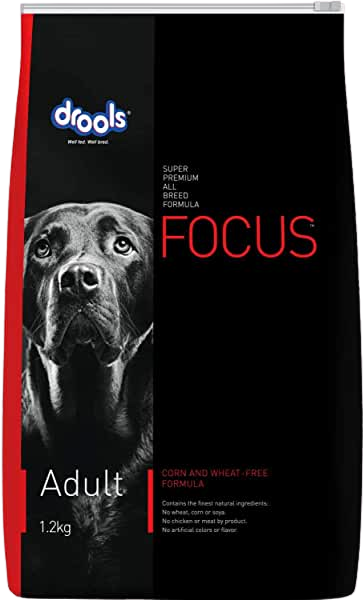 drools®
Well fed. Well bred.
SUPER
PREMIUM
ALL
BREED
FORMULA
FOCUS™
Adult
1.2kg
CORN AND WHEAT-FREE
FORMULA
Contains the finest natural ingredients:
No wheat, corn or soya.
No chicken or meat by product.
No artificial colors or flavor.